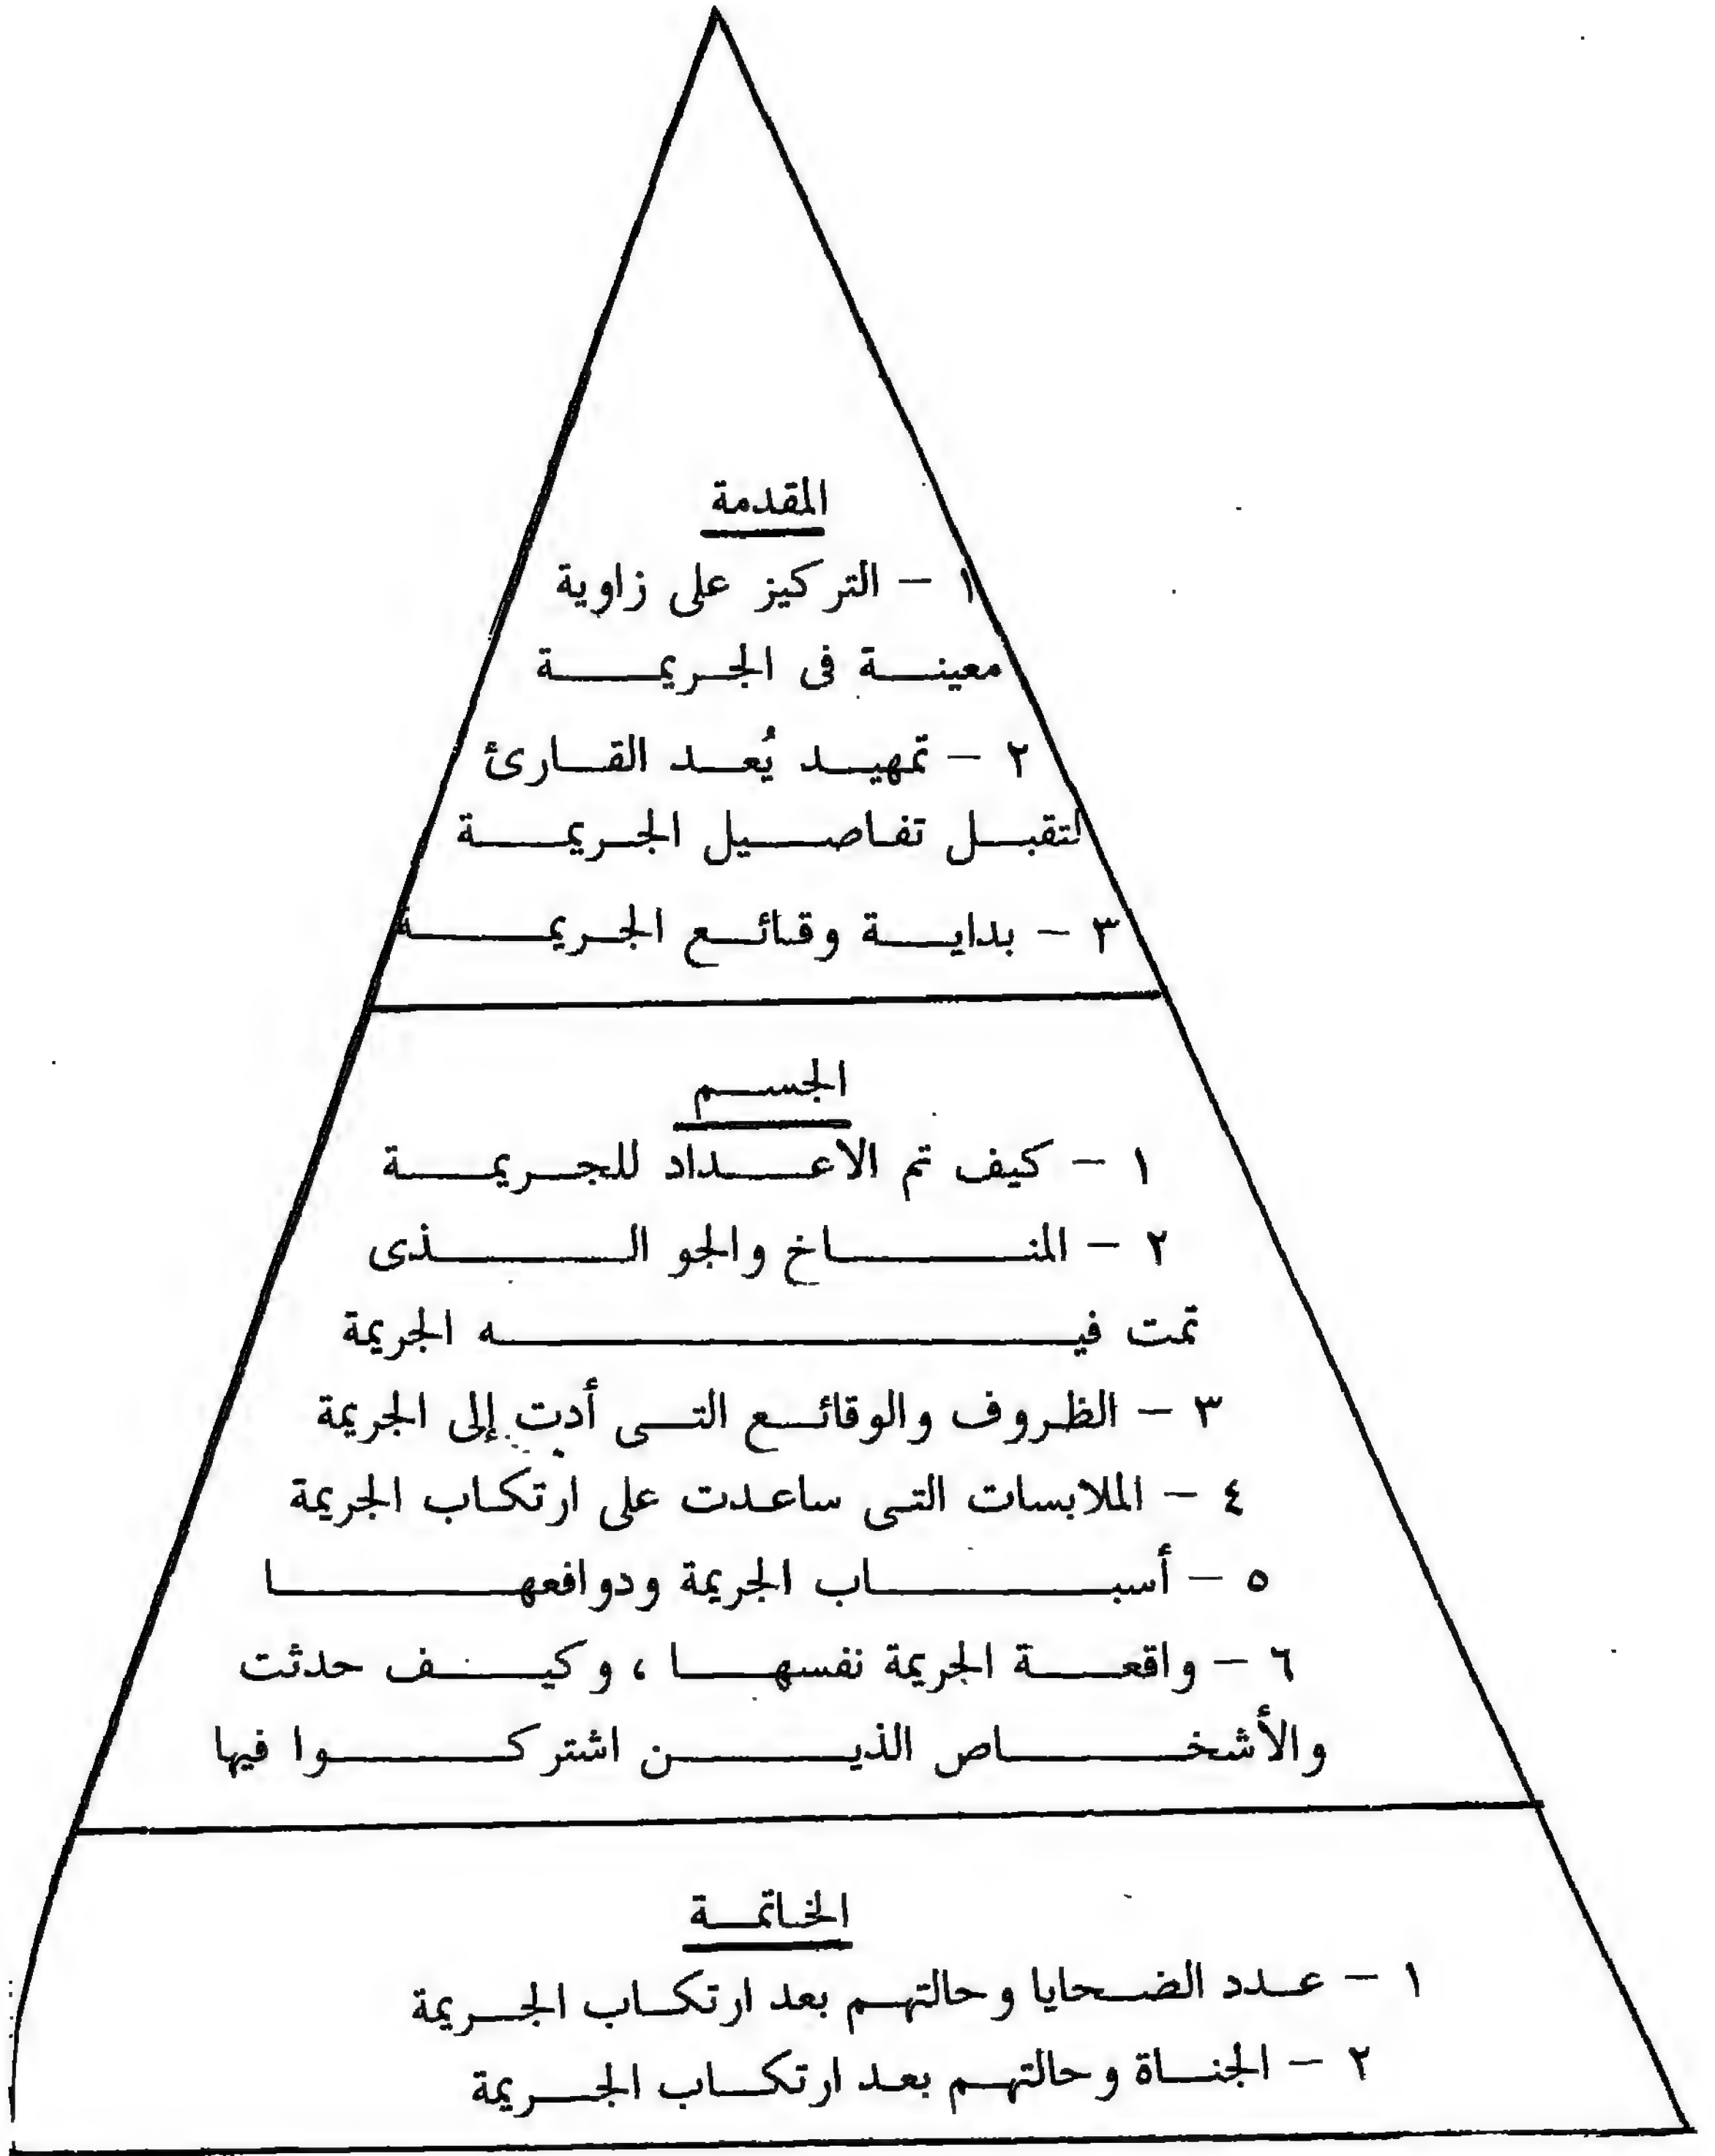 المقدمة
١ – التركيز على زاوية
معينة فى الجريمة
٢ – تمهيد يُعد القارئ
لتقبل تفاصيل الجريمة
٣ – بداية وقائع الجريمة
الجسم
١ – كيف تم الاعداد للجريمة
٢ – المناخ والجو الذى
تمت فيه الجريمة
٣ – الظروف والوقائع التى أدت إلى الجريمة
٤ – الملابسات التى ساعدت على ارتكاب الجريمة
٥ – أسباب الجريمة ودوافعها
٦ – واقعة الجريمة نفسها ، وكيف حدثت
والأشخاص الذين اشتركوا فيها
الخاتمة
١ – عدد الضحايا وحالتهم بعد ارتكاب الجريمة
٢ – الجناة وحالتهم بعد ارتكاب الجريمة